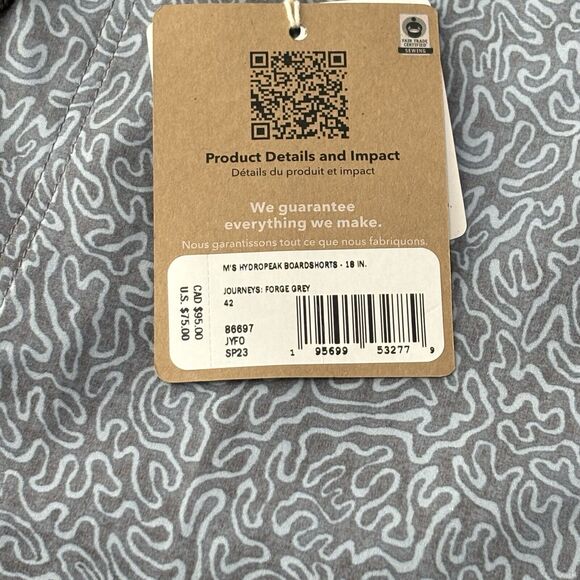 FAIR TRADE
CERTIFIED
SEWING
Product Details and Impact
Détails du produit et impact
We guarantee
everything we make.
Nous garantissons tout ce que nous fabriquons.
M'S HYDROPEAK BOARDSHORTS - 18 IN.
JOURNEYS: FORGE GREY
42
CAD $95.00
U.S. $75.00
86697
JYFO
SP23
1 95699 53277 9